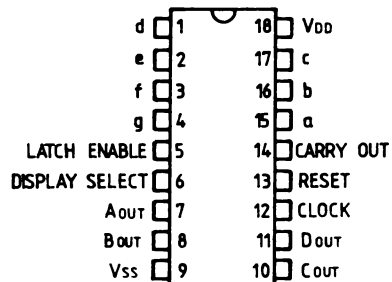 d 1 18 VDD
e 2 17 c
f 3 16 b
g 4 15 a
LATCH ENABLE 5 14 CARRY OUT
DISPLAY SELECT 6 13 RESET
AOUT 7 12 CLOCK
BOUT 8 11 DOUT
VSS 9 10 COUT